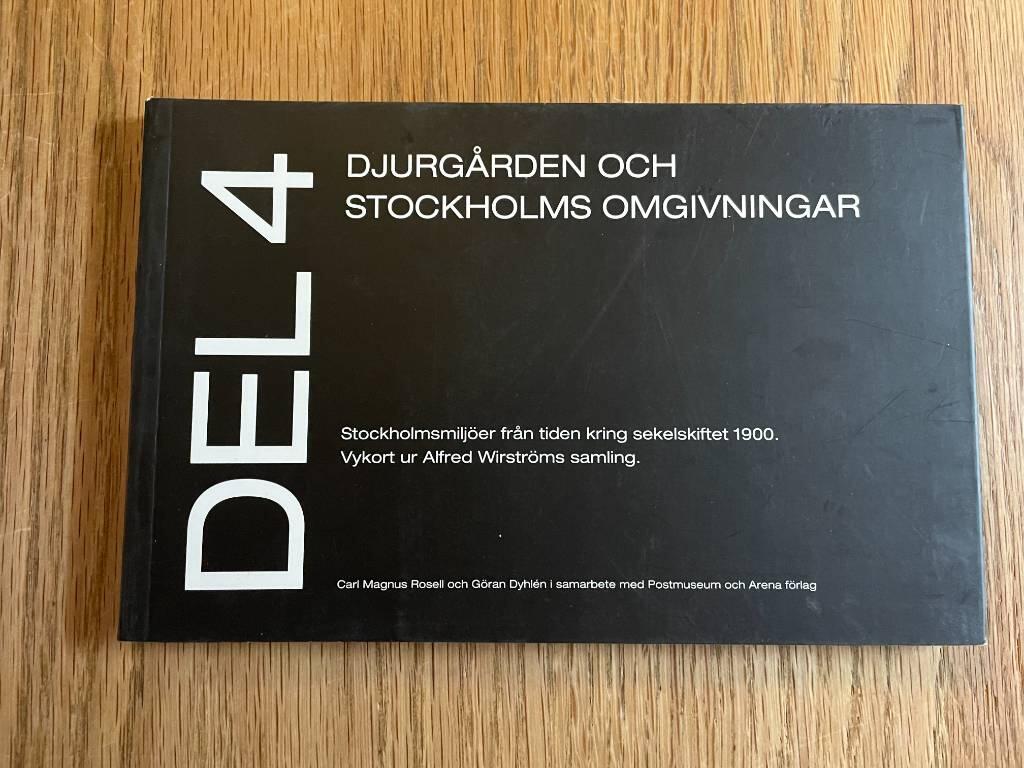 DEL 4
DJURGÅRDEN OCH
STOCKHOLMS OMGIVNINGAR
Stockholmsmiljöer från tiden kring sekelskiftet 1900.
Vykort ur Alfred Wirströms samling.
Carl Magnus Rosell och Göran Dyhlén i samarbete med Postmuseum och Arena förlag